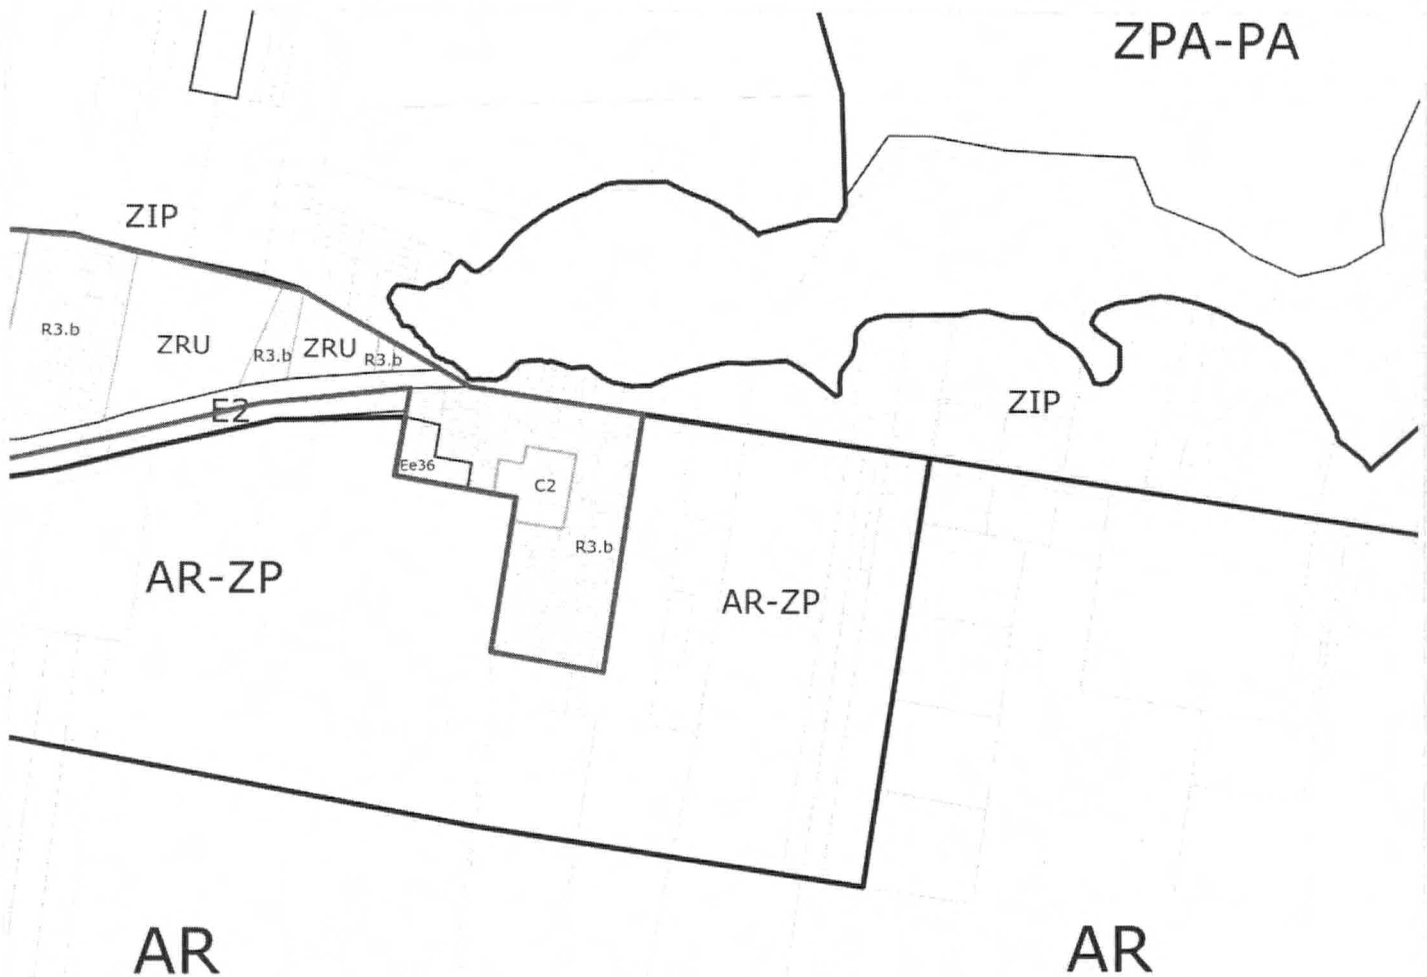 ZPA-PA
ZIP
R3.b
ZRU
R3.b
ZRU
R3.b
E2
ZIP
Ee36
C2
R3.b
AR-ZP
AR-ZP
AR
AR